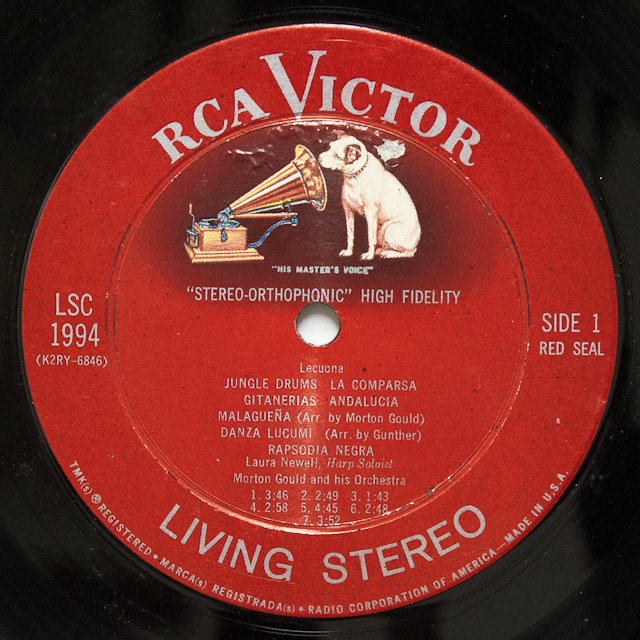 RCA VICTOR
"HIS MASTER'S VOICE"
"STEREO-ORTHOPHONIC" HIGH FIDELITY
LSC
1994
(K2RY-6846)
SIDE 1
RED SEAL
Lecuona
JUNGLE DRUMS LA COMPARSA
GITANERIAS ANDALUCIA
MALAGUEÑA (Arr. by Morton Gould)
DANZA LUCUMI (Arr. by Gunther)
RAPSODIA NEGRA
Laura Newell, Harp Soloist
Morton Gould and his Orchestra
1. 3:46 2. 2:49 3. 1:43
4. 2:58 5. 4:45 6. 2:48
7. 3:52
LIVING STEREO
TMK(s) ® REGISTERED • MARCA(s) REGISTRADA(s) • RADIO CORPORATION OF AMERICA—MADE IN U.S.A.